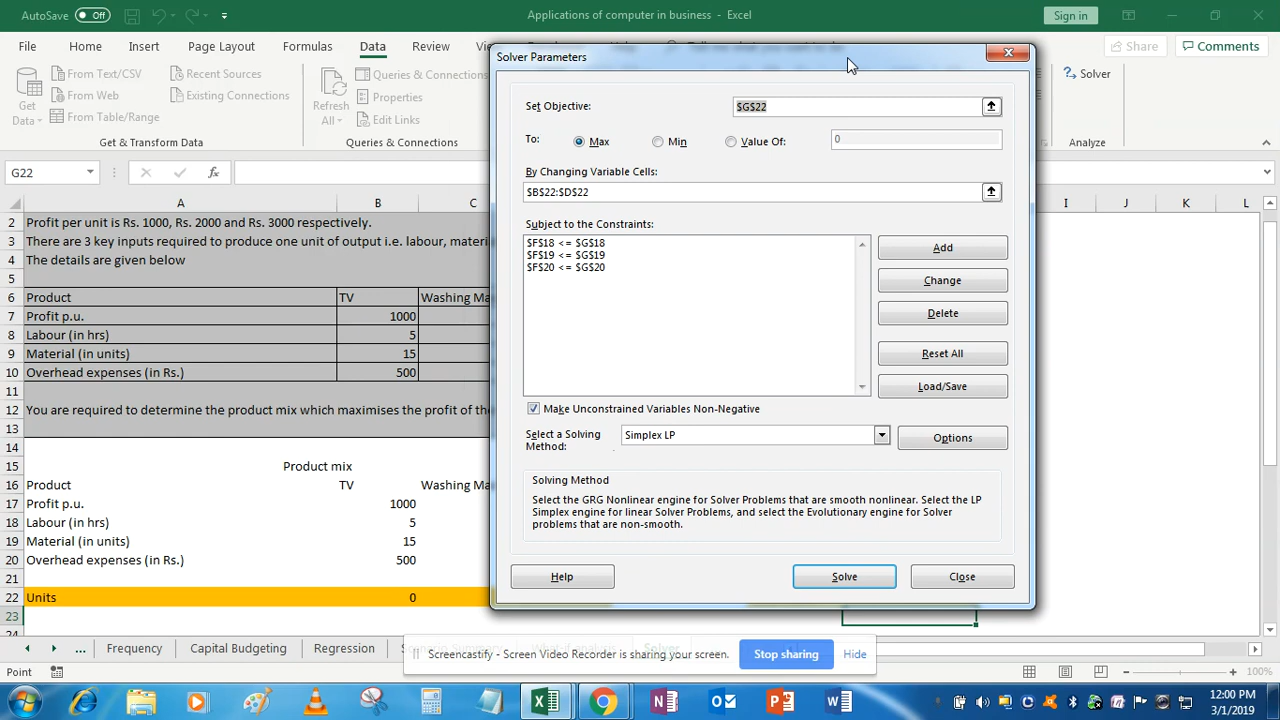 AutoSave Off
Applications of computer in business - Excel
Sign in
File Home Insert Page Layout Formulas Data Review
Share Comments
From Text/CSV
From Web
From Table/Range
Recent Sources
Existing Connections
Get Data
Get & Transform Data
Refresh All
Queries & Connections
Properties
Edit Links
Queries & Connections
Solver
Analyze
G22
fx
Solver Parameters
Set Objective: $G$22
To: Max Min Value Of: 0
By Changing Variable Cells:
$B$22:$D$22
Subject to the Constraints:
$F$18 <= $G$18
$F$19 <= $G$19
$F$20 <= $G$20
Add
Change
Delete
Reset All
Load/Save
Make Unconstrained Variables Non-Negative
Select a Solving Method: Simplex LP Options
Solving Method
Select the GRG Nonlinear engine for Solver Problems that are smooth nonlinear. Select the LP
Simplex engine for linear Solver Problems, and select the Evolutionary engine for Solver
problems that are non-smooth.
Help Solve Close
A B C I J K L
2 Profit per unit is Rs. 1000, Rs. 2000 and Rs. 3000 respectively.
3 There are 3 key inputs required to produce one unit of output i.e. labour,
4 The details are given below
5
6 Product TV Washing
7 Profit p.u. 1000
8 Labour (in hrs) 5
9 Material (in units) 15
10 Overhead expenses (in Rs.) 500
11
12 You are required to determine the product mix which maximises the profit of
13
14
15 Product mix
16 Product TV Washing
17 Profit p.u. 1000
18 Labour (in hrs) 5
19 Material (in units) 15
20 Overhead expenses (in Rs.) 500
21
22 Units 0
23
24
... Frequency Capital Budgeting Regression
Screencastify - Screen Video Recorder is sharing your screen. Stop sharing Hide
Point
100%
12:00 PM
3/1/2019